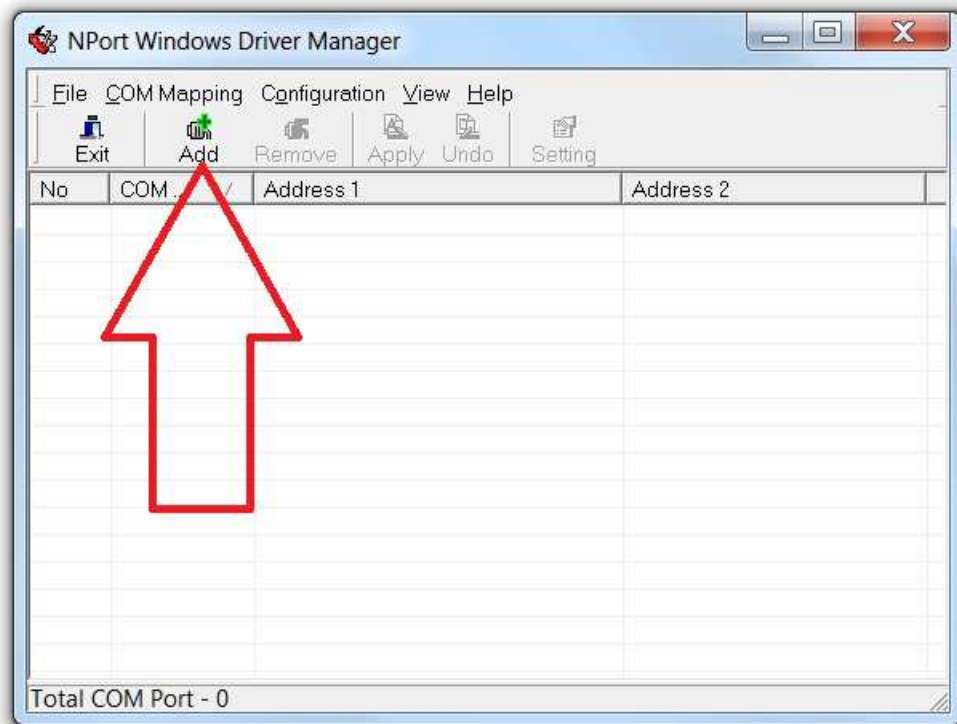 NPort Windows Driver Manager
File COM Mapping Configuration View Help
Exit Add Remove Apply Undo Setting
No COM .. Address 1 Address 2
Total COM Port - 0